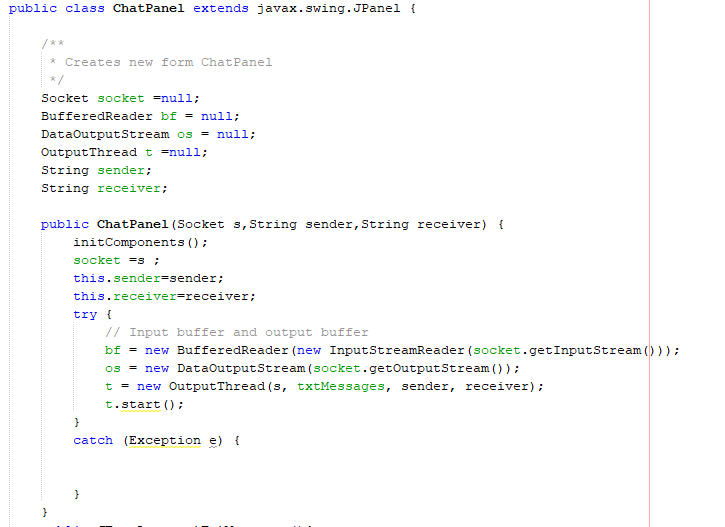 public class ChatPanel extends javax.swing.JPanel {
/**
* Creates new form ChatPanel
*/
Socket socket =null;
BufferedReader bf = null;
DataOutputStream os = null;
OutputThread t =null;
String sender;
String receiver;
public ChatPanel(Socket s,String sender,String receiver) {
initComponents();
socket =s ;
this.sender=sender;
this.receiver=receiver;
try {
// Input buffer and output buffer
bf = new BufferedReader(new InputStreamReader(socket.getInputStream()));
os = new DataOutputStream(socket.getOutputStream());
t = new OutputThread(s, txtMessages, sender, receiver);
t.start();
}
catch (Exception e) {
}
}